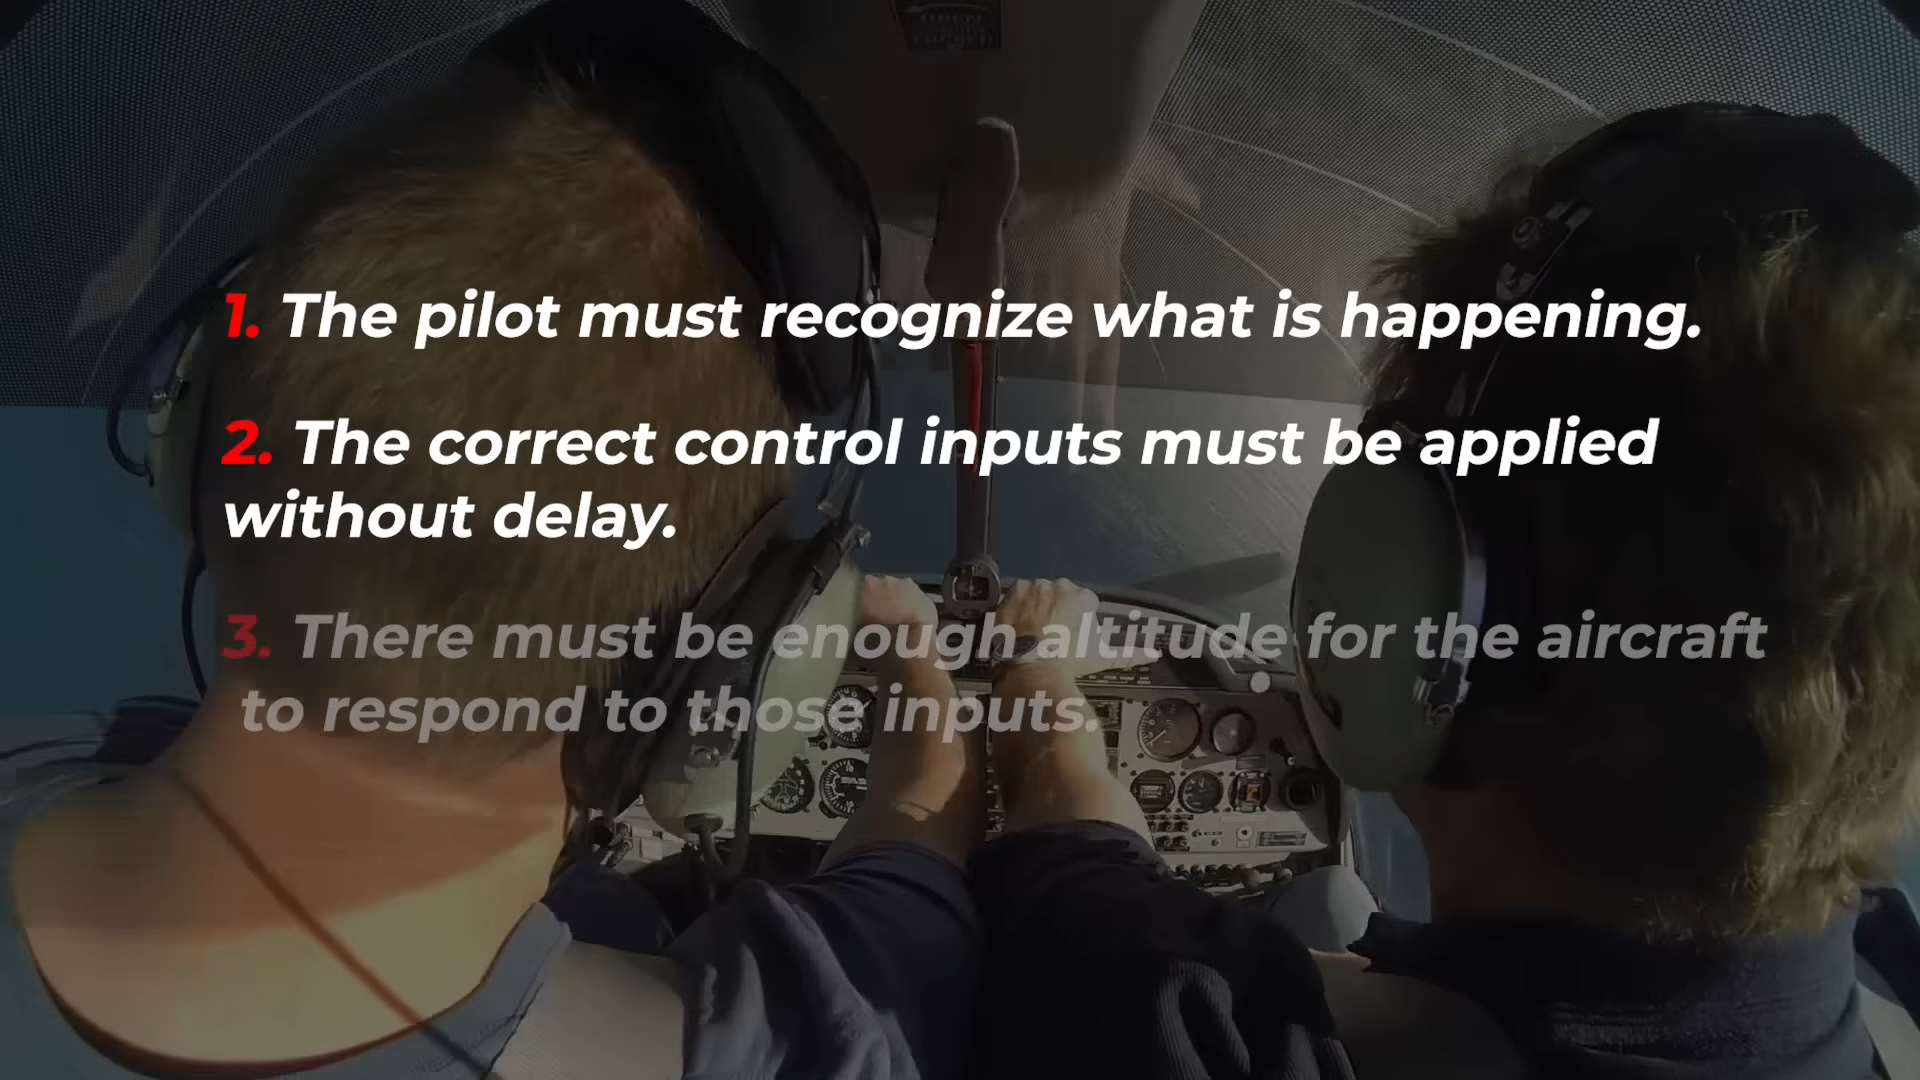 1. The pilot must recognize what is happening.
2. The correct control inputs must be applied
without delay.
3. There must be enough altitude for the aircraft
to respond to those inputs.